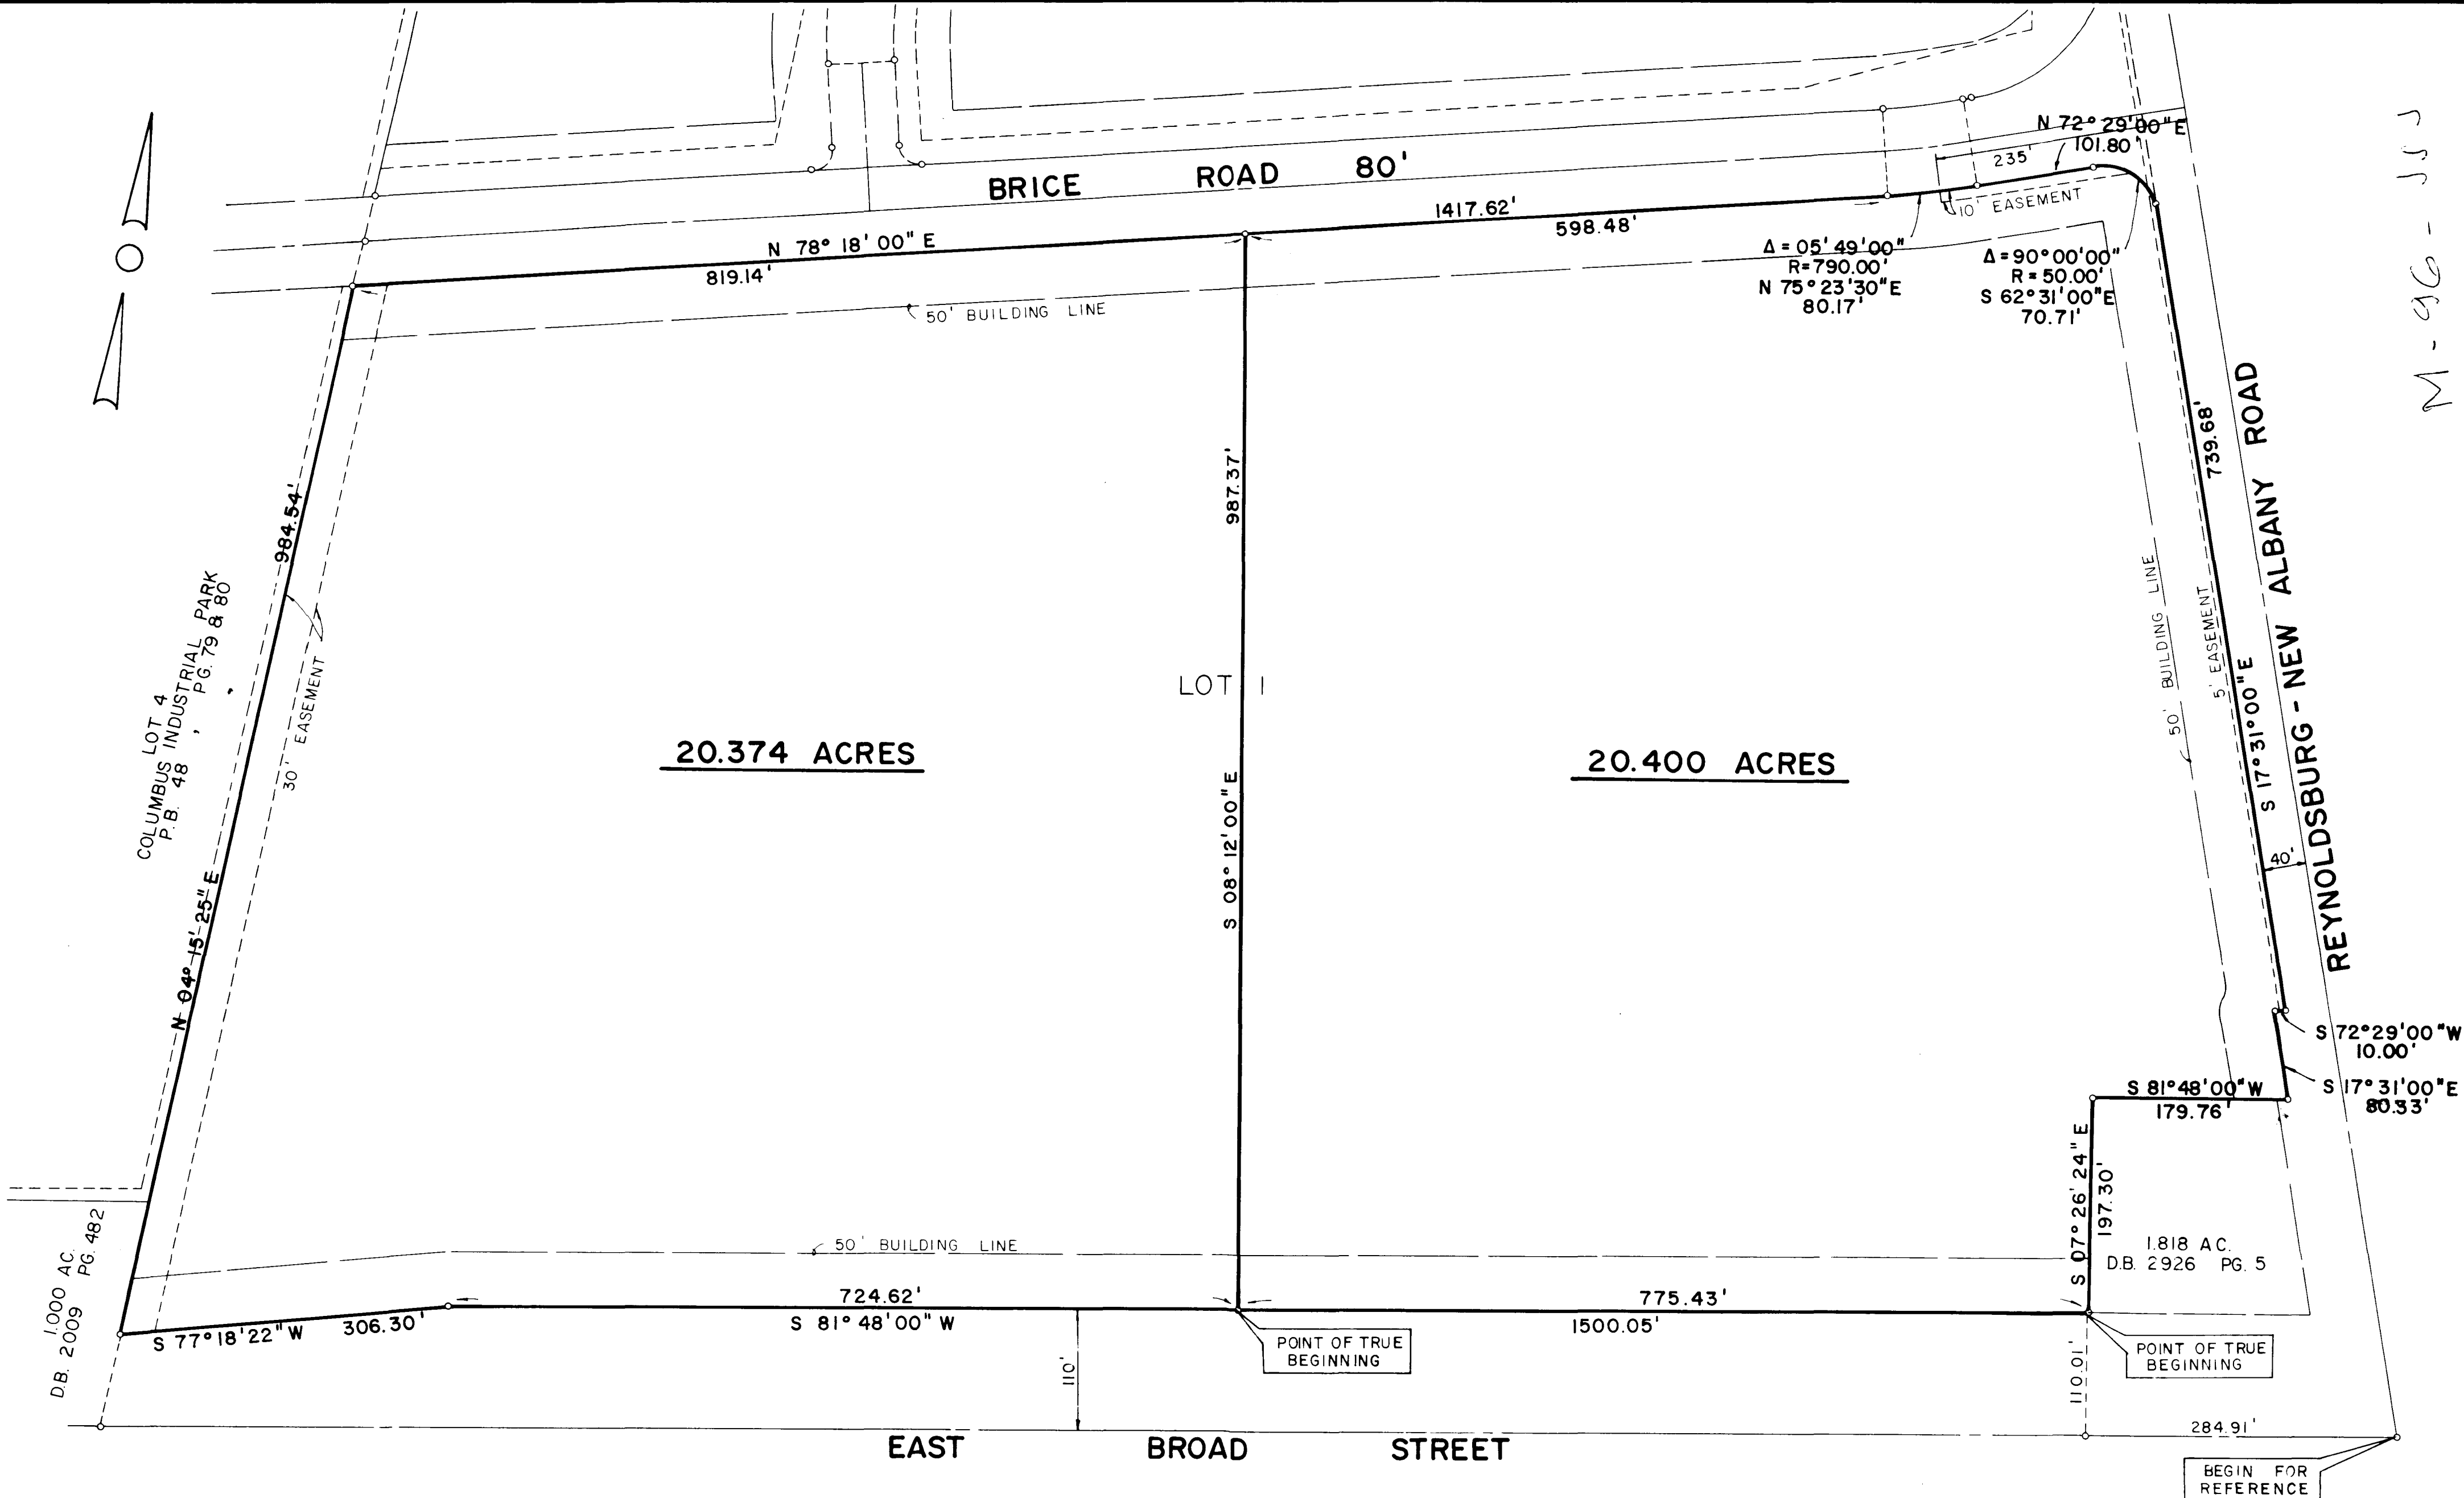 N 72° 29' 00" E
101.80'
235'
BRICE ROAD 80'
10' EASEMENT
1417.62'
598.48'
N 78° 18' 00" E
819.14'
Δ = 05' 49' 00"
R=790.00'
N 75° 23' 30" E
80.17'
Δ = 90° 00' 00"
R = 50.00'
S 62° 31' 00" E
70.71'
50' BUILDING LINE
M-996-JJJ
984.54'
N 04° 15' 25" E
30' EASEMENT
LOT 4
COLUMBUS INDUSTRIAL PARK
P.B. 48 , PG. 79 & 80
987.37'
S 08° 12' 00" E
LOT 1
20.374 ACRES
20.400 ACRES
739.68'
S 17° 31' 00" E
5' EASEMENT
50' BUILDING LINE
REYNOLDSBURG - NEW ALBANY ROAD
40'
S 72° 29' 00" W
10.00'
S 17° 31' 00" E
80.33'
S 81° 48' 00" W
179.76'
S 07° 26' 24" E
197.30'
1.818 AC.
D.B. 2926 PG. 5
1.000 AC.
D.B. 2009 PG. 482
50' BUILDING LINE
S 77° 18' 22" W 306.30'
724.62'
S 81° 48' 00" W
775.43'
1500.05'
POINT OF TRUE
BEGINNING
POINT OF TRUE
BEGINNING
110'
110.01'
284.91'
EAST BROAD STREET
BEGIN FOR
REFERENCE